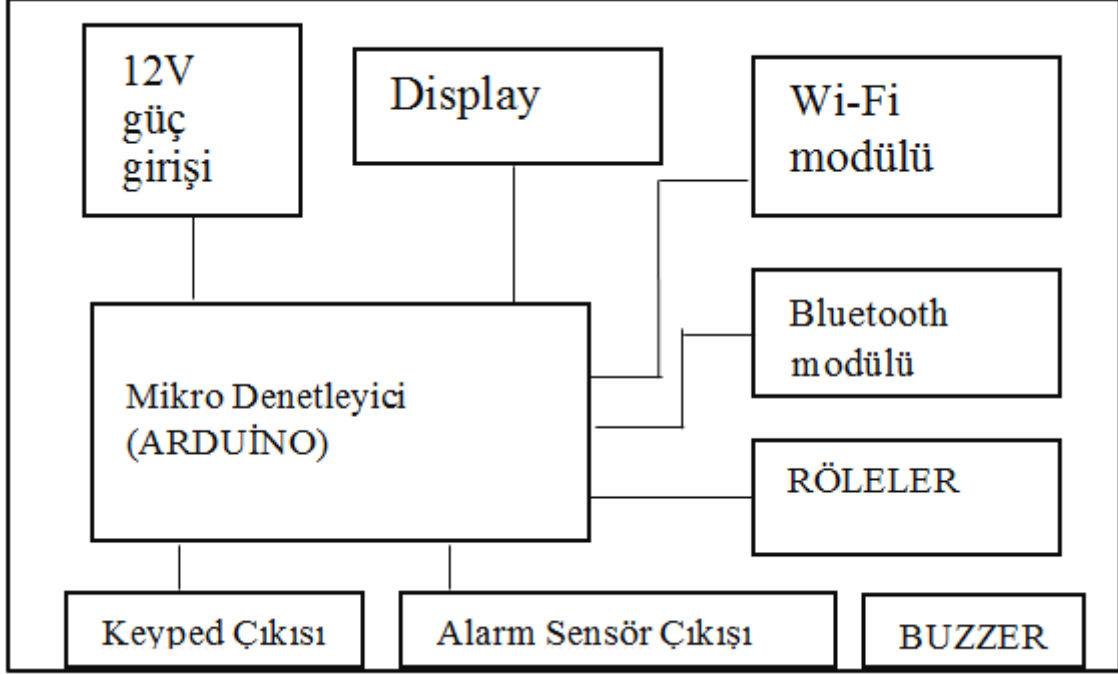 12V
güç
girişi
Display
Wi-Fi
modülü
Bluetooth
modülü
Mikro Denetleyici
(ARDUİNO)
RÖLELER
Keyped Çıkısı
Alarm Sensör Çıkışı
BUZZER